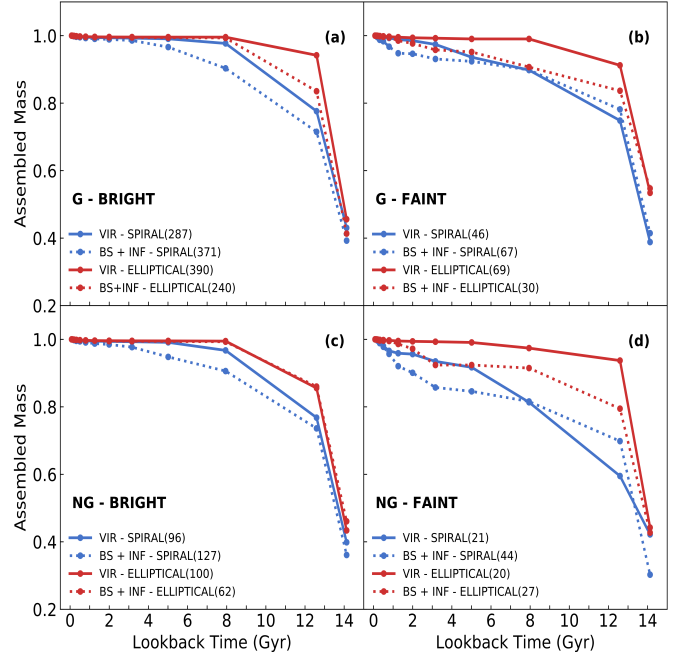 (a)
(b)
1.0
0.8
0.6
0.4
0.2
Assembled Mass
G - BRIGHT
VIR - SPIRAL(287)
BS + INF - SPIRAL(371)
VIR - ELLIPTICAL(390)
BS+INF - ELLIPTICAL(240)
G - FAINT
VIR - SPIRAL(46)
BS + INF - SPIRAL(67)
VIR - ELLIPTICAL(69)
BS + INF - ELLIPTICAL(30)
(c)
(d)
1.0
0.8
0.6
0.4
0.2
Assembled Mass
NG - BRIGHT
VIR - SPIRAL(96)
BS + INF - SPIRAL(127)
VIR - ELLIPTICAL(100)
BS + INF - ELLIPTICAL(62)
NG - FAINT
VIR - SPIRAL(21)
BS + INF - SPIRAL(44)
VIR - ELLIPTICAL(20)
BS + INF - ELLIPTICAL(27)
0 2 4 6 8 10 12 14
0 2 4 6 8 10 12 14
Lookback Time (Gyr)
Lookback Time (Gyr)